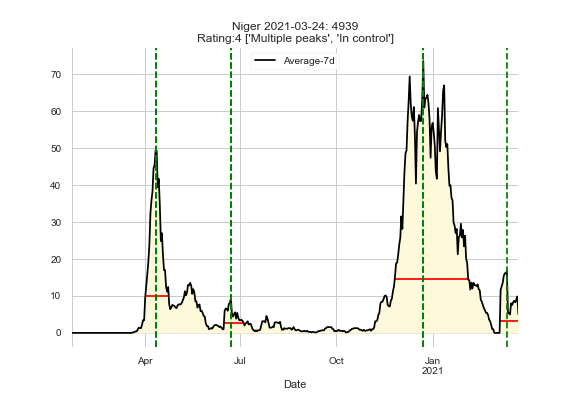 Niger 2021-03-24: 4939
Rating:4 ['Multiple peaks', 'In control']
Average-7d
70
60
50
40
30
20
10
0
Apr
Jul
Oct
Jan
2021
Date